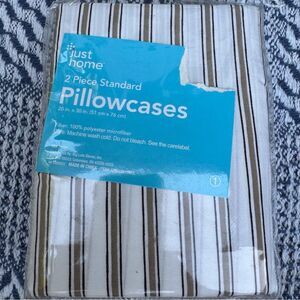 just
home
2 Piece Standard
Pillowcases
20 in. x 30 in. (51 cm x 76 cm)
100% polyester microfiber
Machine wash cold. Do not bleach. See the carelabel.